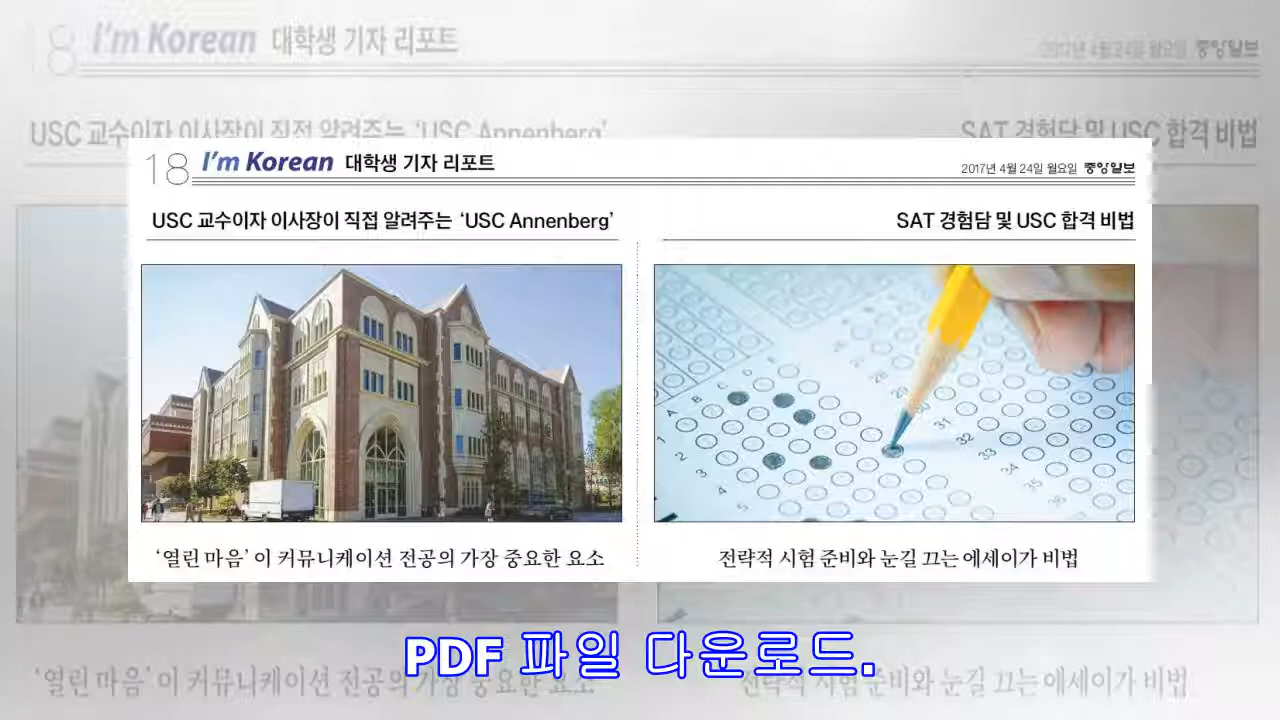 18 I'm Korean 대학생 기자 리포트
2017년 4월 24일 월요일 중앙일보
USC 교수이자 이사장이 직접 알려주는 ‘USC Annenberg’
SAT 경험담 및 USC 합격 비법
‘열린 마음’ 이 커뮤니케이션 전공의 가장 중요한 요소
전략적 시험 준비와 눈길 끄는 에세이가 비법
PDF 파일 다운로드.